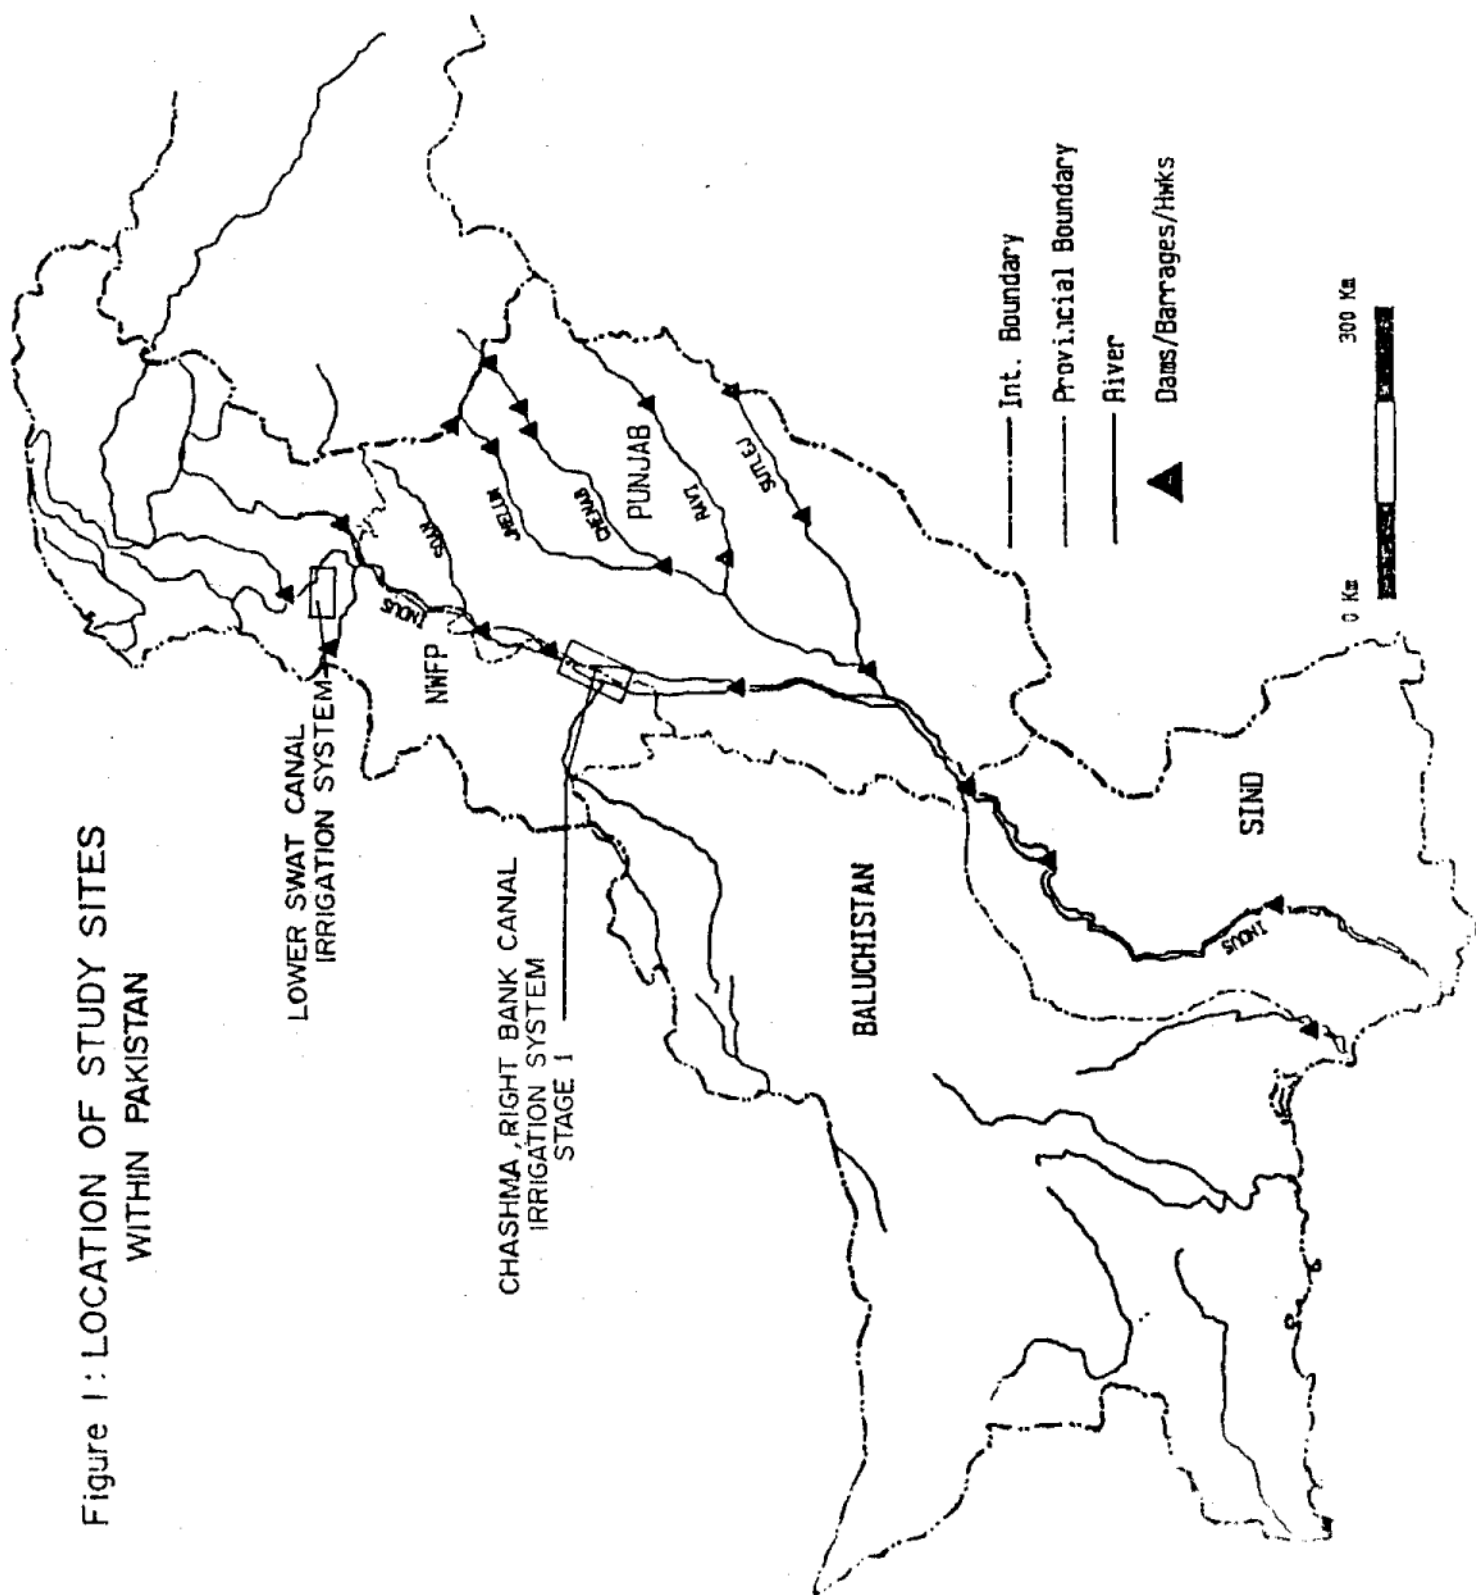 Figure 1: LOCATION OF STUDY SITES
WITHIN PAKISTAN
LOWER SWAT CANAL
IRRIGATION SYSTEM
CHASHMA, RIGHT BANK CANAL
IRRIGATION SYSTEM
STAGE 1
NWFP
INDUS
SOAN
JHELUM
CHENAB
PUNJAB
RAVI
SUTLEJ
BALUCHISTAN
SIND
INDUS
Int. Boundary
Provincial Boundary
River
Dams/Barrages/Hwks
0 Km
300 Km